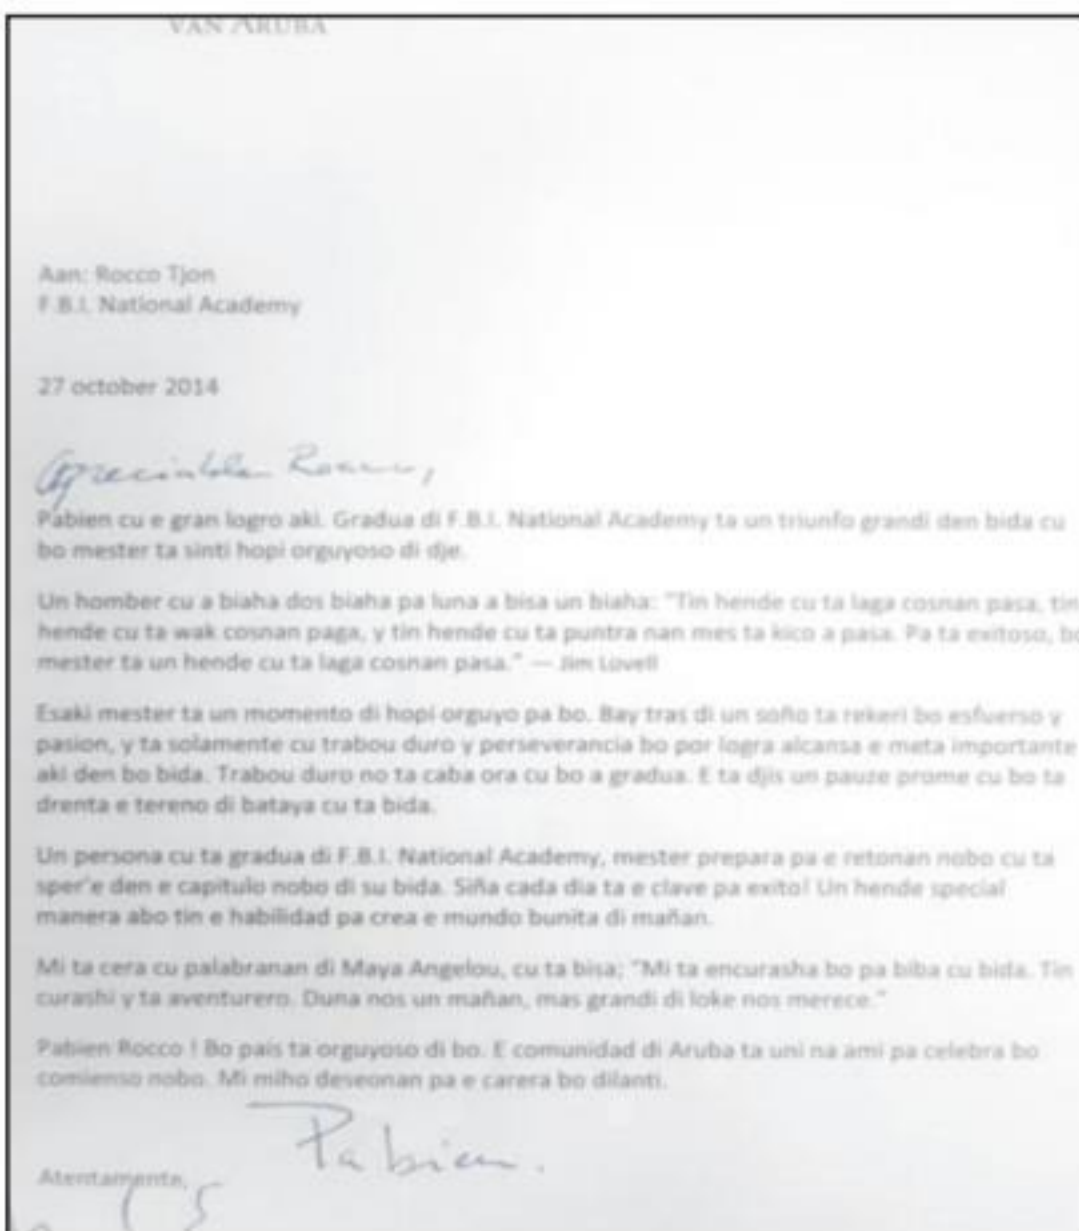 VAN ARUBA
Aan: Rocco Tjon
F.B.I. National Academy
27 october 2014
Apreciable Rocco,
Pabien cu e gran logro aki. Gradua di F.B.I. National Academy ta un triunfo grandi den bida cu
bo mester ta sinti hopi orguyoso di dje.
Un homber cu a biaha dos biaha pa luna a bisa un biaha: "Tin hende cu ta laga cosnan pasa, tin
hende cu ta wak cosnan paga, y tin hende cu ta puntra nan mes ta kico a pasa. Pa ta exitoso, bo
mester ta un hende cu ta laga cosnan pasa." — Jim Lovell
Esaki mester ta un momento di hopi orguyo pa bo. Bay tras di un soño ta rekeri bo esfuerso y
pasion, y ta solamente cu trabou duro y perseverancia bo por logra alcansa e meta importante
aki den bo bida. Trabou duro no ta caba ora cu bo a gradua. E ta djis un pauze prome cu bo ta
drenta e tereno di bataya cu ta bida.
Un persona cu ta gradua di F.B.I. National Academy, mester prepara pa e retonan nobo cu ta
sper'e den e capitulo nobo di su bida. Siña cada dia ta e clave pa exito! Un hende special
manera abo tin e habilidad pa crea e mundo bunita di mañan.
Mi ta cera cu palabranan di Maya Angelou, cu ta bisa; "Mi ta encurasha bo pa biba cu bida. Tin
curashi y ta aventurero. Duna nos un mañan, mas grandi di loke nos merece."
Pabien Rocco ! Bo pais ta orguyoso di bo. E comunidad di Aruba ta uni na ami pa celebra bo
comienso nobo. Mi miho deseonan pa e carera bo dilanti.
Pabien.
Atentamente,